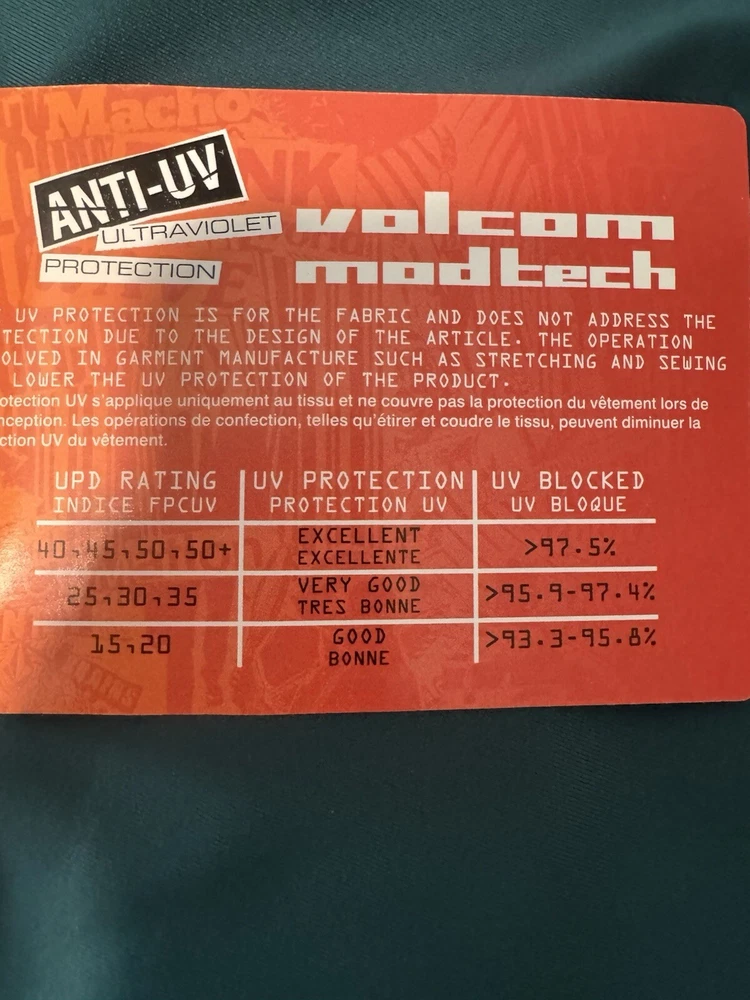 Macho
ANTI-UV
ULTRAVIOLET
PROTECTION
volcom
modtech
UV PROTECTION IS FOR THE FABRIC AND DOES NOT ADDRESS THE
TECTION DUE TO THE DESIGN OF THE ARTICLE. THE OPERATION
OLVED IN GARMENT MANUFACTURE SUCH AS STRETCHING AND SEWING
LOWER THE UV PROTECTION OF THE PRODUCT.
otection UV s'applique uniquement au tissu et ne couvre pas la protection du vêtement lors de
nception. Les opérations de confection, telles qu'étirer et coudre le tissu, peuvent diminuer la
ction UV du vêtement.
UPD RATING UV PROTECTION UV BLOCKED
INDICE FPCUV PROTECTION UV UV BLOQUE
40,45,50,50+ EXCELLENT EXCELLENTE >97.5%
25,30,35 VERY GOOD TRES BONNE >95.9-97.4%
15,20 GOOD BONNE >93.3-95.8%